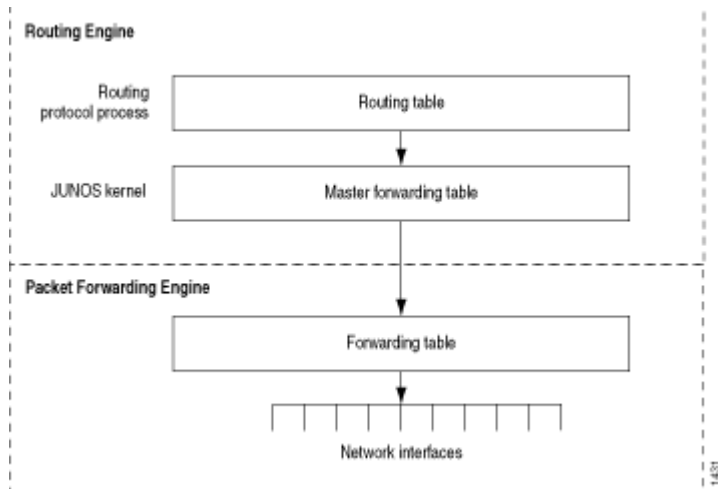 Routing Engine
Routing
protocol process
Routing table
JUNOS kernel
Master forwarding table
Packet Forwarding Engine
Forwarding table
Network interfaces
1431